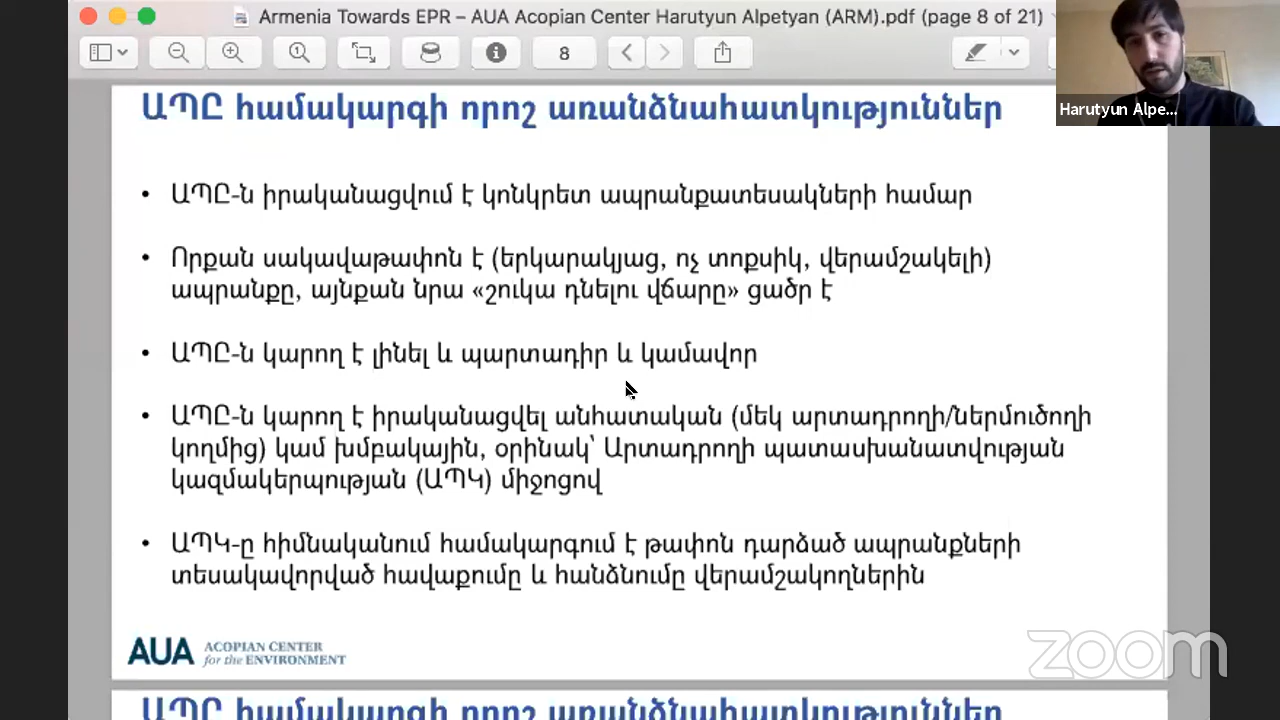 Armenia Towards EPR – AUA Acopian Center Harutyun Alpetyan (ARM).pdf (page 8 of 21)
8
Harutyun Alpe...
ԱՊԸ համակարգի որոշ առանձնահատկություններ
• ԱՊԸ-ն իրականացվում է կոնկրետ ապրանքատեսակների համար
• Որքան սակավաթափոն է (երկարակյաց, ոչ տոքսիկ, վերամշակելի)
ապրանքը, այնքան նրա «շուկա դնելու վճարը» ցածր է
• ԱՊԸ-ն կարող է լինել և պարտադիր և կամավոր
• ԱՊԸ-ն կարող է իրականացվել անհատական (մեկ արտադրողի/ներմուծողի
կողմից) կամ խմբակային, օրինակ՝ Արտադրողի պատասխանատվության
կազմակերպության (ԱՊԿ) միջոցով
• ԱՊԿ-ը հիմնականում համակարգում է թափոն դարձած ապրանքների
տեսակավորված հավաքումը և հանձնումը վերամշակողներին
AUA ACOPIAN CENTER
for the ENVIRONMENT
zoom
ԱՊԸ համակարգի որոշ առանձնահատկություններ